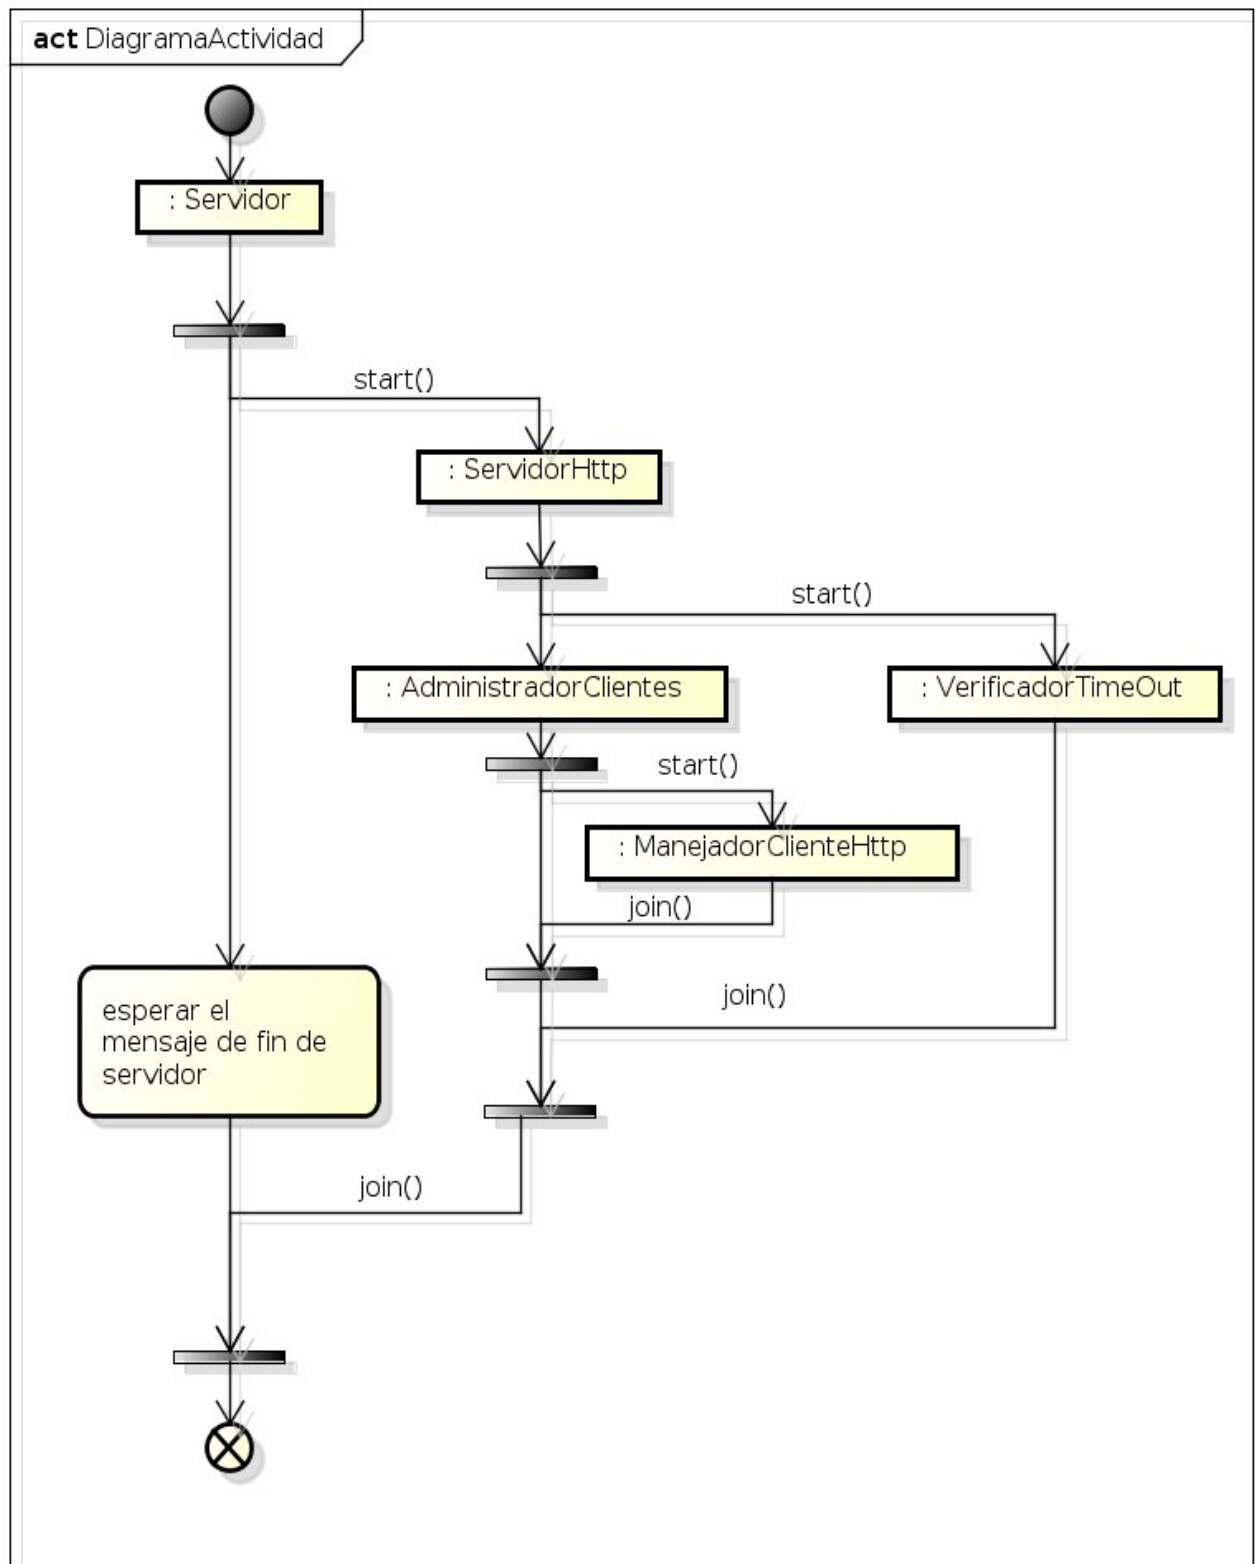 act DiagramaActividad
: Servidor
start()
: ServidorHttp
start()
: AdministradorClientes
: VerificadorTimeOut
start()
: ManejadorClienteHttp
join()
esperar el
mensaje de fin de
servidor
join()
join()